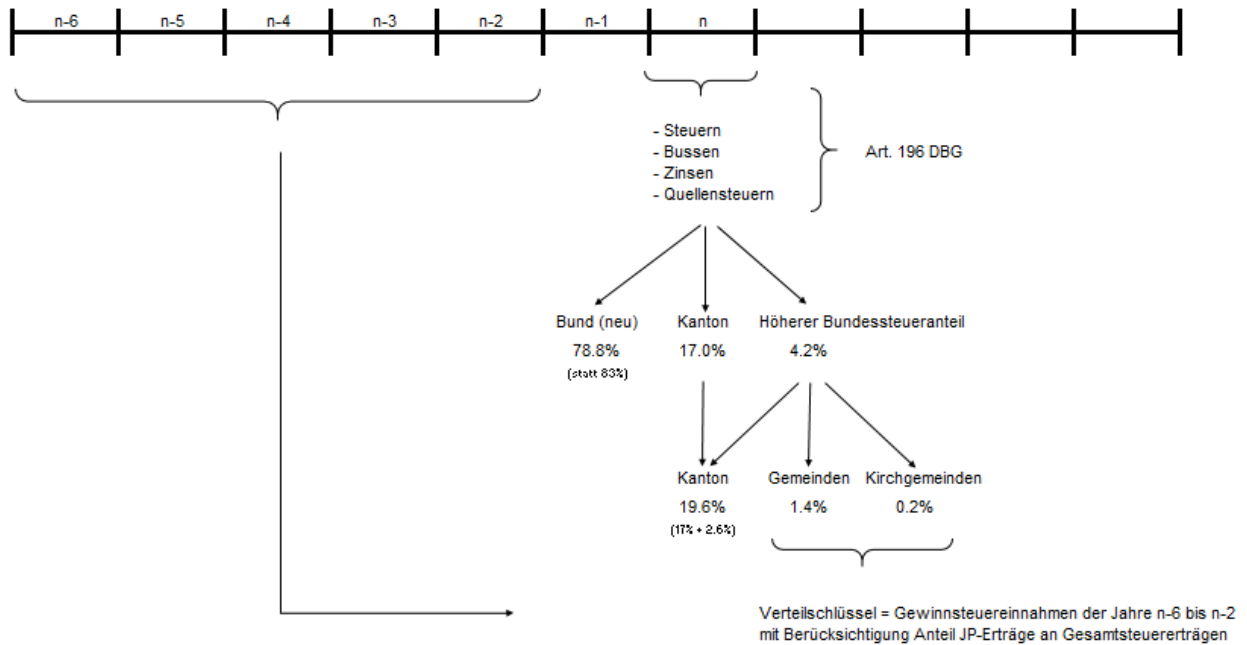 n-6 n-5 n-4 n-3 n-2 n-1 n
- Steuern
- Bussen
- Zinsen
- Quellensteuern
Art. 196 DBG
Bund (neu) Kanton Höherer Bundessteueranteil
78.8% 17.0% 4.2%
(statt 83%)
Kanton Gemeinden Kirchgemeinden
19.6% 1.4% 0.2%
(17% + 2.6%)
Verteilschlüssel = Gewinnsteuereinnahmen der Jahre n-6 bis n-2
mit Berücksichtigung Anteil JP-Erträge an Gesamtsteuererträgen